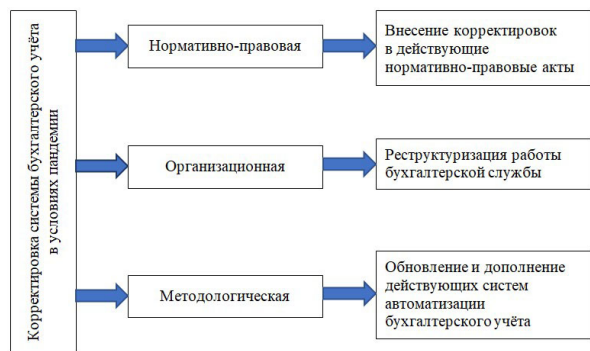 Корректировка системы бухгалтерского учёта
в условиях пандемии
Нормативно-правовая
Внесение корректировок
в действующие
нормативно-правовые акты
Организационная
Реструктуризация работы
бухгалтерской службы
Методологическая
Обновление и дополнение
действующих систем
автоматизации
бухгалтерского учёта